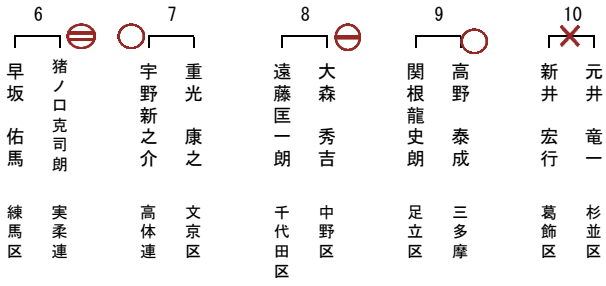 6
早坂 佑馬 練馬区
猪ノ口克司朗 実柔連
7
宇野新之介 高体連
重光 康之 文京区
8
遠藤匡一朗 千代田区
大森 秀吉 中野区
9
関根龍史朗 足立区
高野 泰成 三多摩
10
新井 宏行 葛飾区
元井 竜一 杉並区